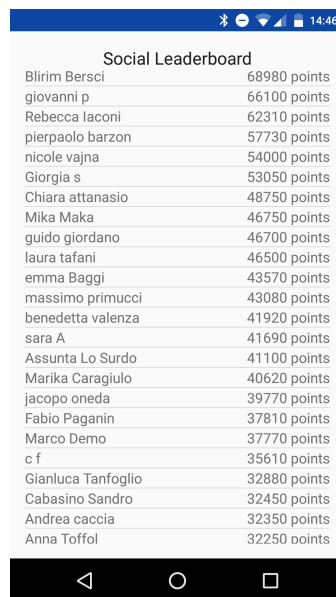 14:46
Social Leaderboard
Blirim Bersci 68980 points
giovanni p 66100 points
Rebecca Iaconi 62310 points
pierpaolo barzon 57730 points
nicole vajna 54000 points
Giorgia s 53050 points
Chiara attanasio 48750 points
Mika Maka 46750 points
guido giordano 46700 points
laura tafani 46500 points
emma Baggi 43570 points
massimo primucci 43080 points
benedetta valenza 41920 points
sara A 41690 points
Assunta Lo Surdo 41100 points
Marika Caragiulo 40620 points
jacopo oneda 39770 points
Fabio Paganin 37810 points
Marco Demo 37770 points
c f 35610 points
Gianluca Tanfoglio 32880 points
Cabasino Sandro 32450 points
Andrea caccia 32350 points
Anna Toffol 32250 points